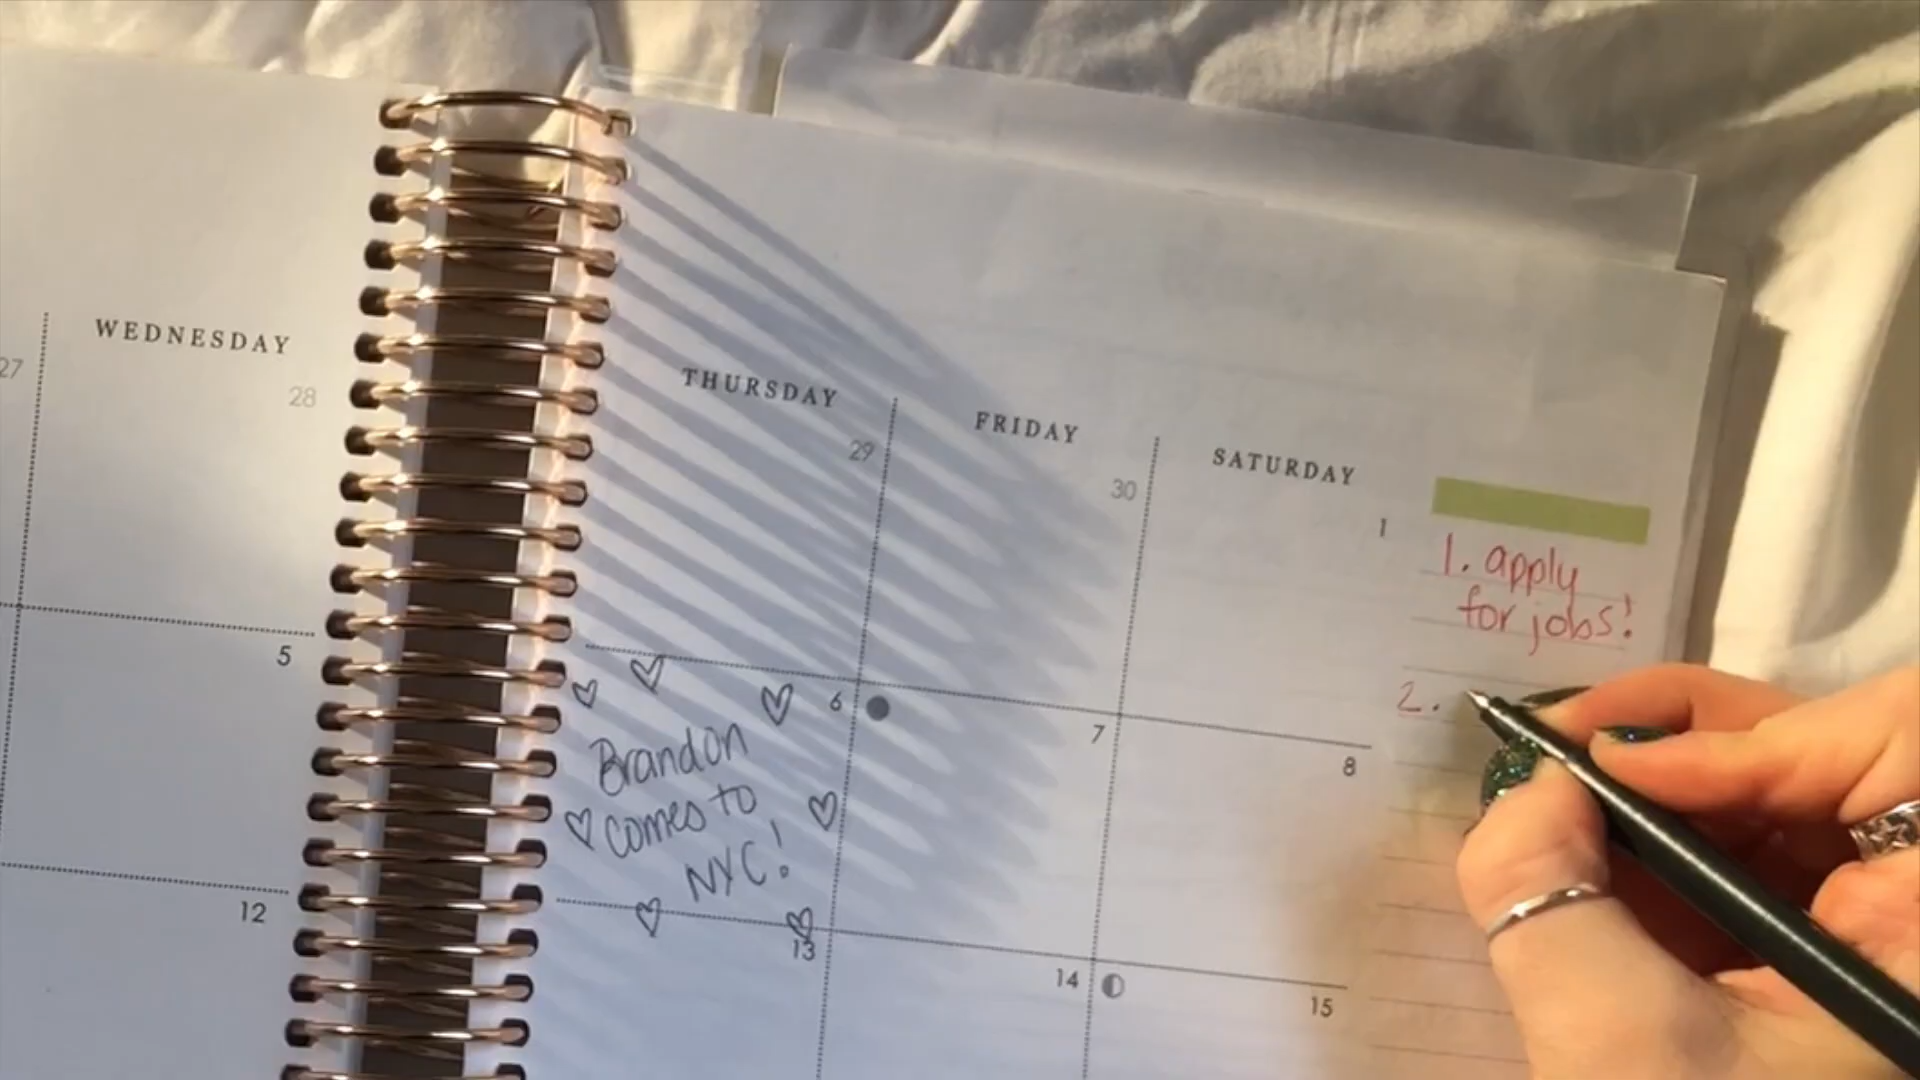 WEDNESDAY
THURSDAY
FRIDAY
SATURDAY
27
28
29
30
1
1. apply
for jobs!
2.
5
6
7
8
Brandon
comes to
NYC!
12
13
14
15